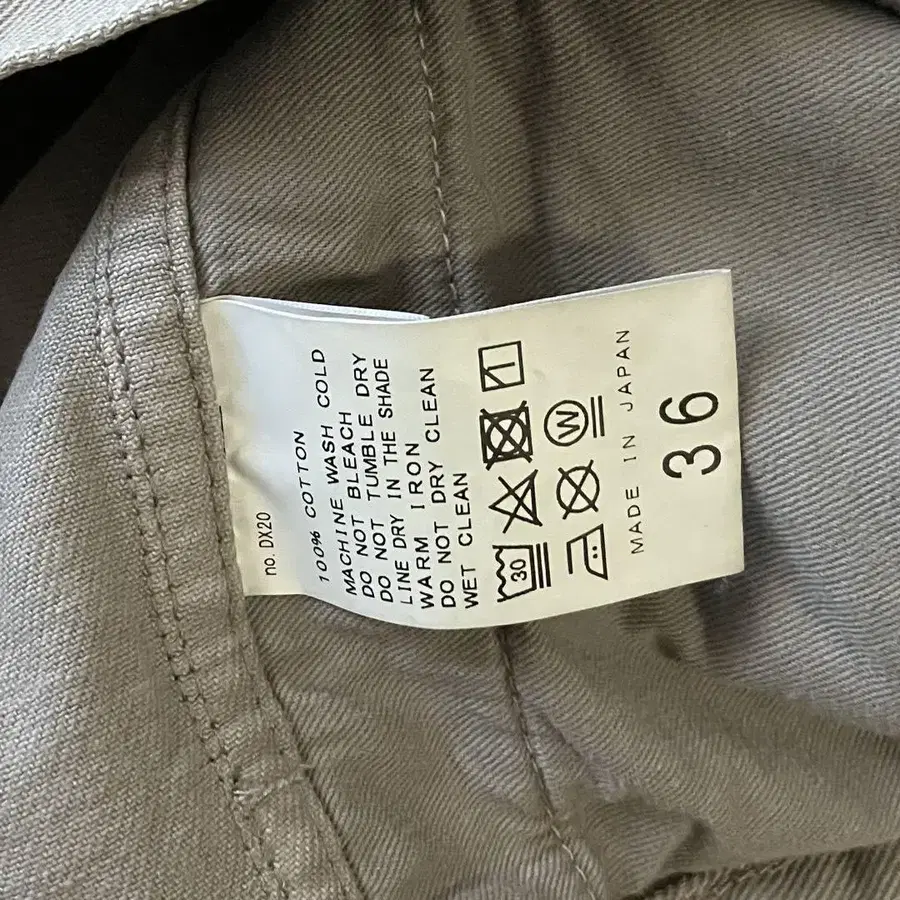 no. DX20
100% COTTON
MACHINE WASH COLD
DO NOT BLEACH
DO NOT TUMBLE DRY
LINE DRY IN THE SHADE
WARM IRON
DO NOT DRY CLEAN
WET CLEAN
30
W
MADE IN JAPAN
36